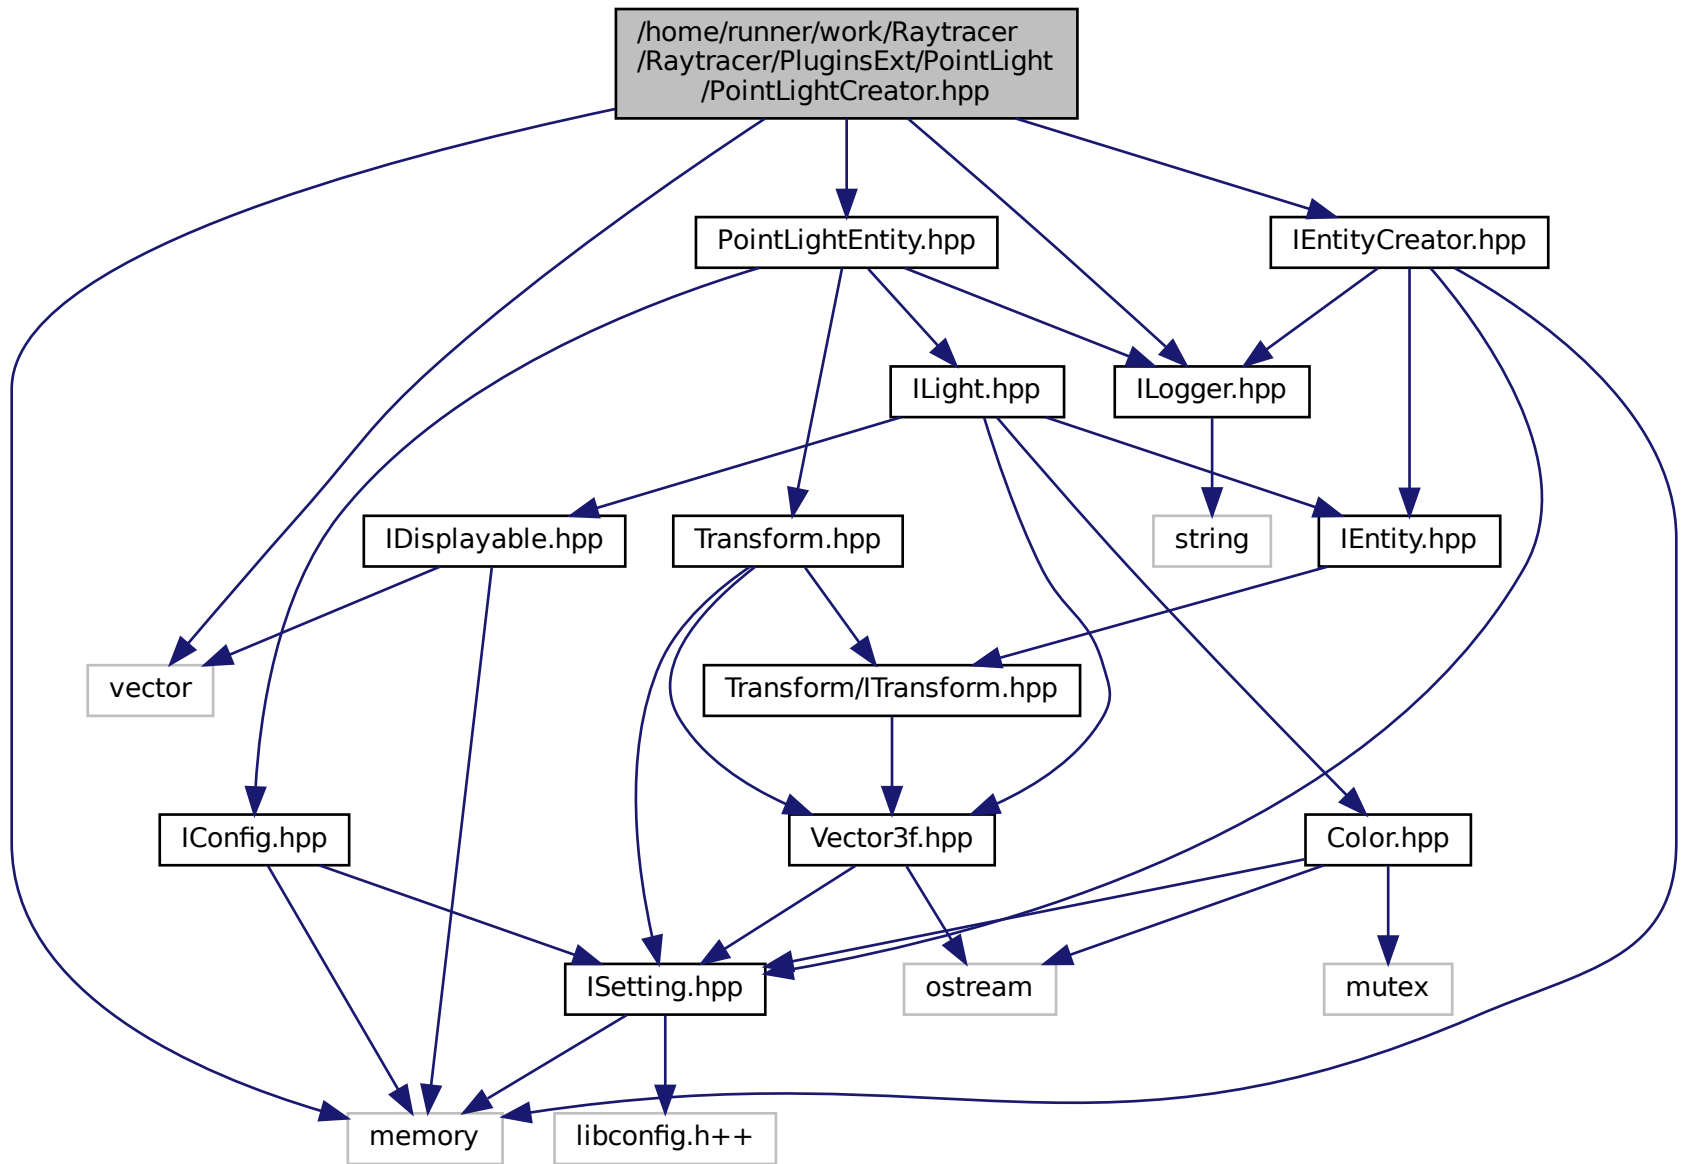 /home/runner/work/Raytracer
/Raytracer/PluginsExt/PointLight
/PointLightCreator.hpp
PointLightEntity.hpp
IEntityCreator.hpp
ILight.hpp
ILogger.hpp
IDisplayable.hpp
Transform.hpp
string
IEntity.hpp
vector
Transform/ITransform.hpp
IConfig.hpp
Vector3f.hpp
Color.hpp
ISetting.hpp
ostream
mutex
memory
libconfig.h++